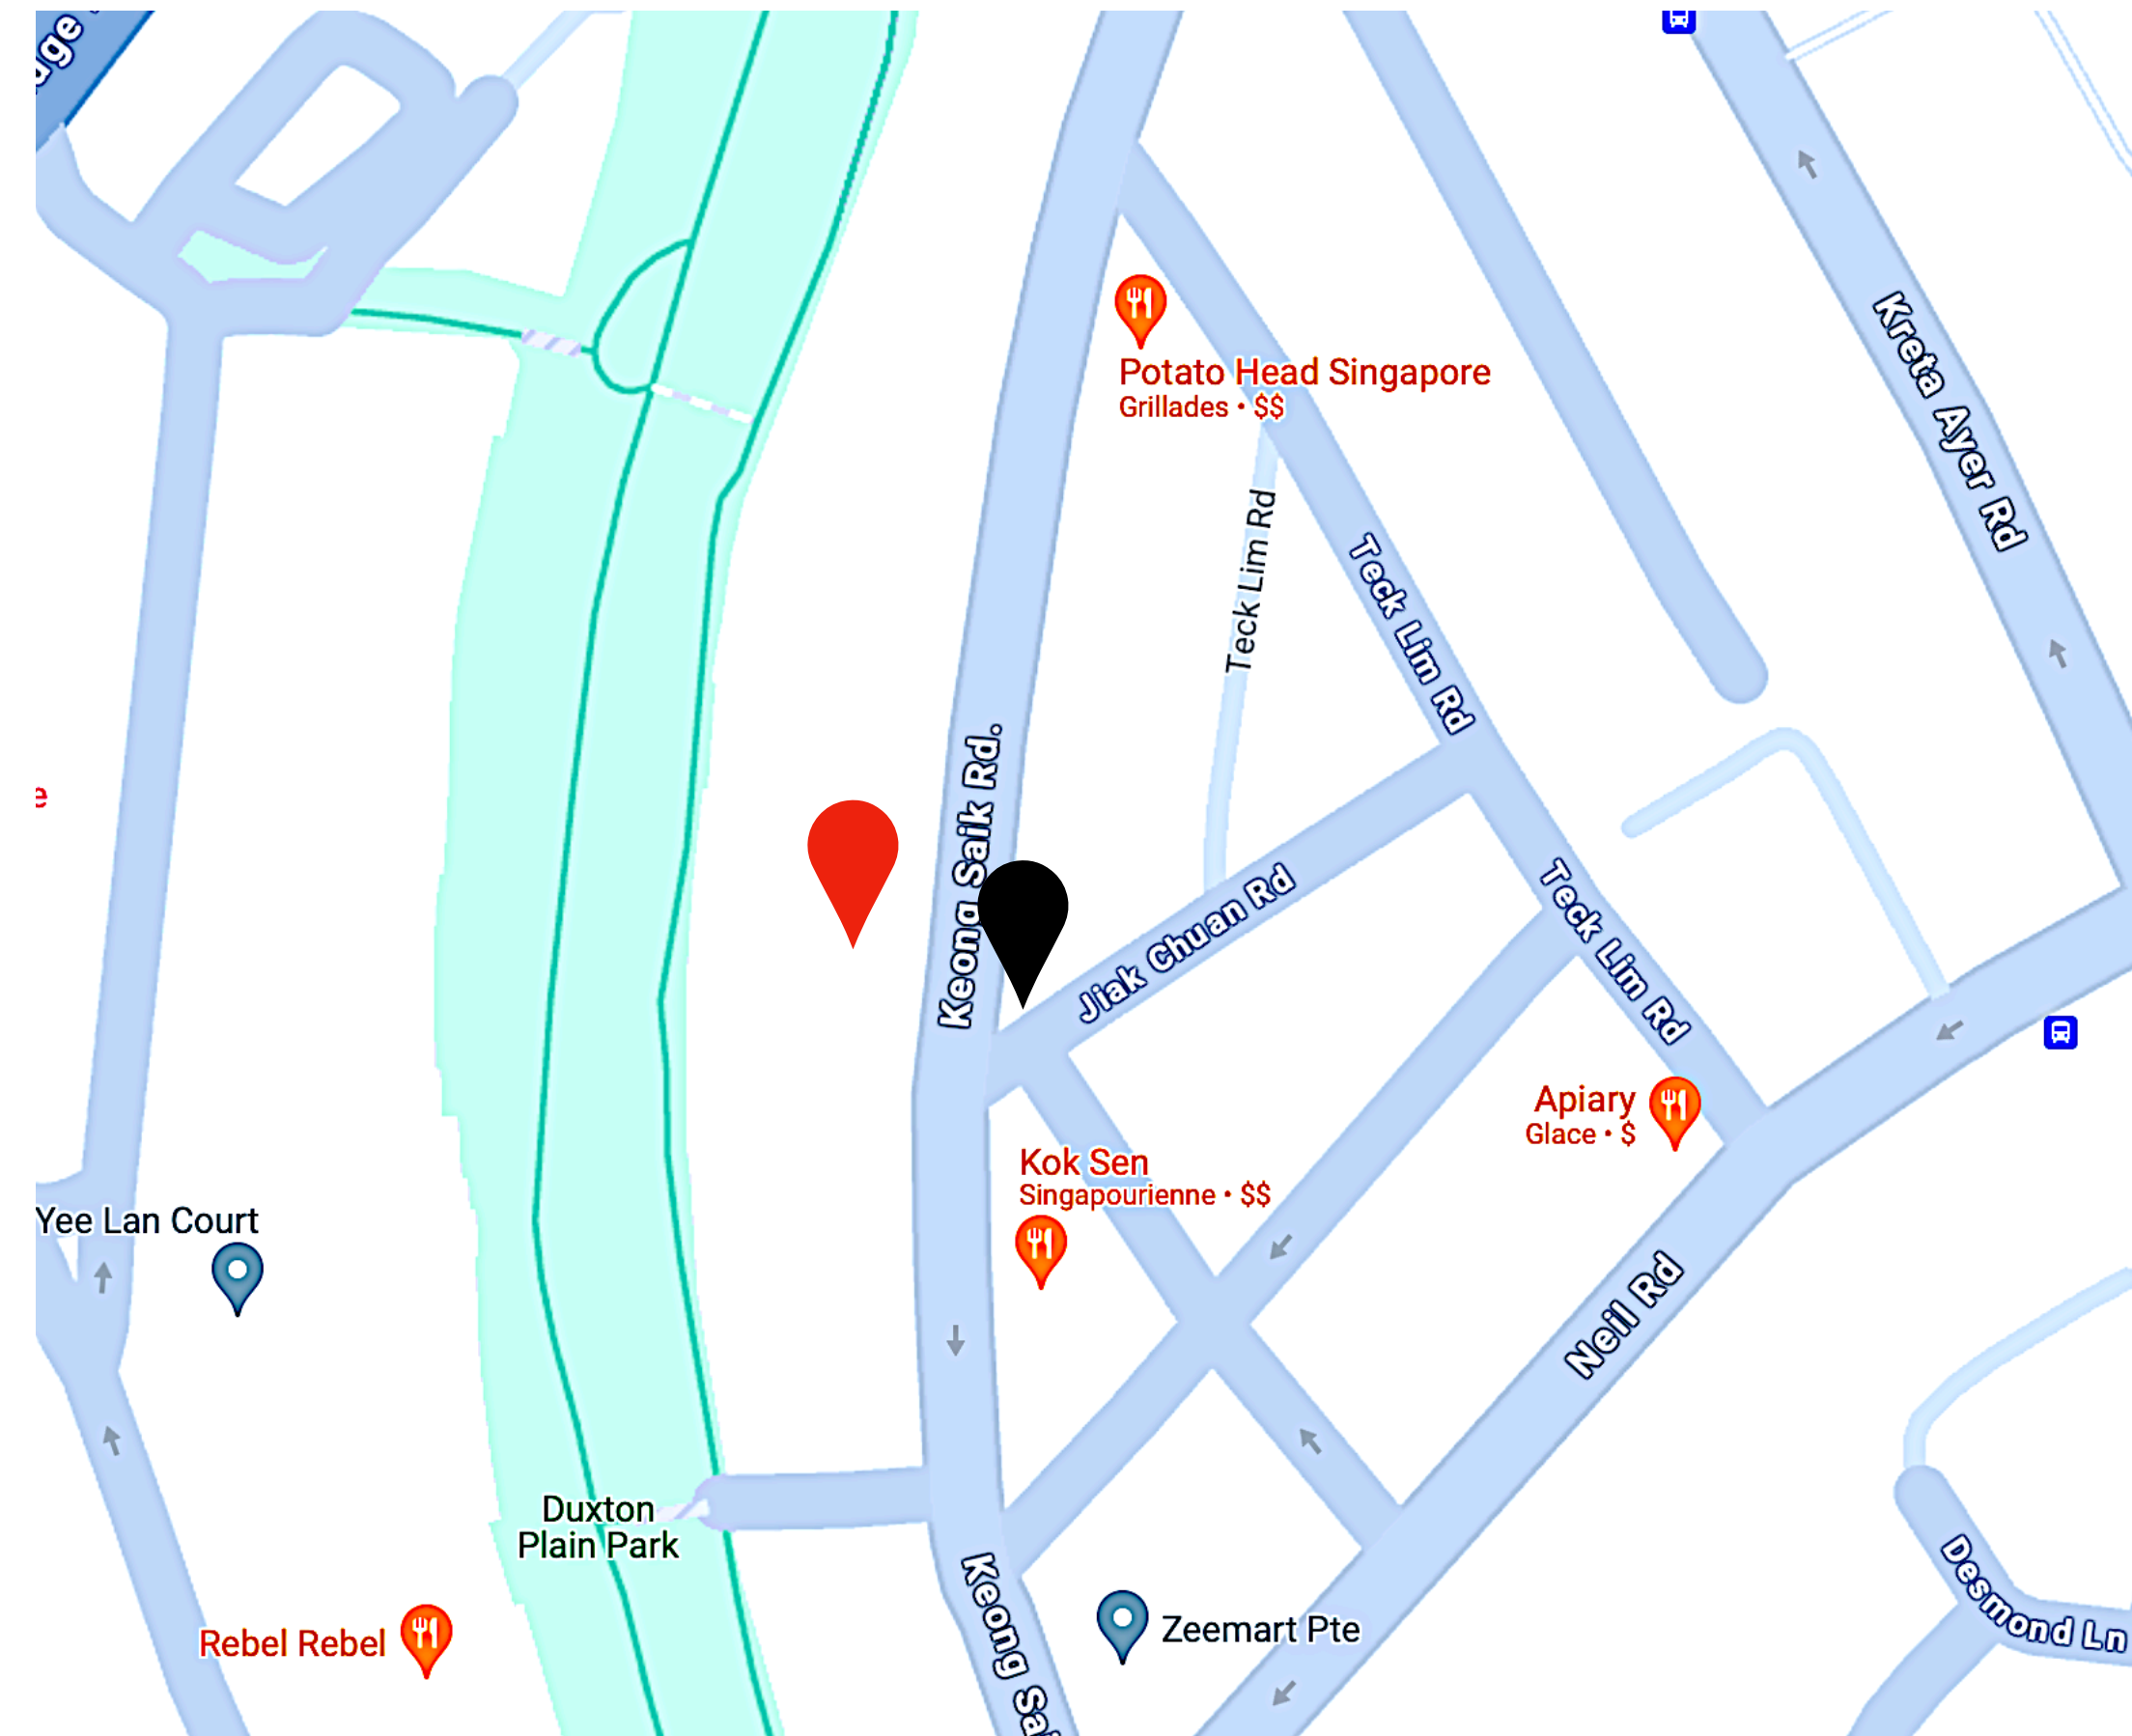 Potato Head Singapore
Grillades • $$
Kreta Ayer Rd
Teck Lim Rd
Teck Lim Rd
Keong Saik Rd.
Jiak Chuan Rd
Teck Lim Rd
Apiary
Glace • $
Kok Sen
Singapourienne • $$
Yee Lan Court
Neil Rd
Duxton
Plain Park
Keong Sai
Desmond Ln
Zeemart Pte
Rebel Rebel